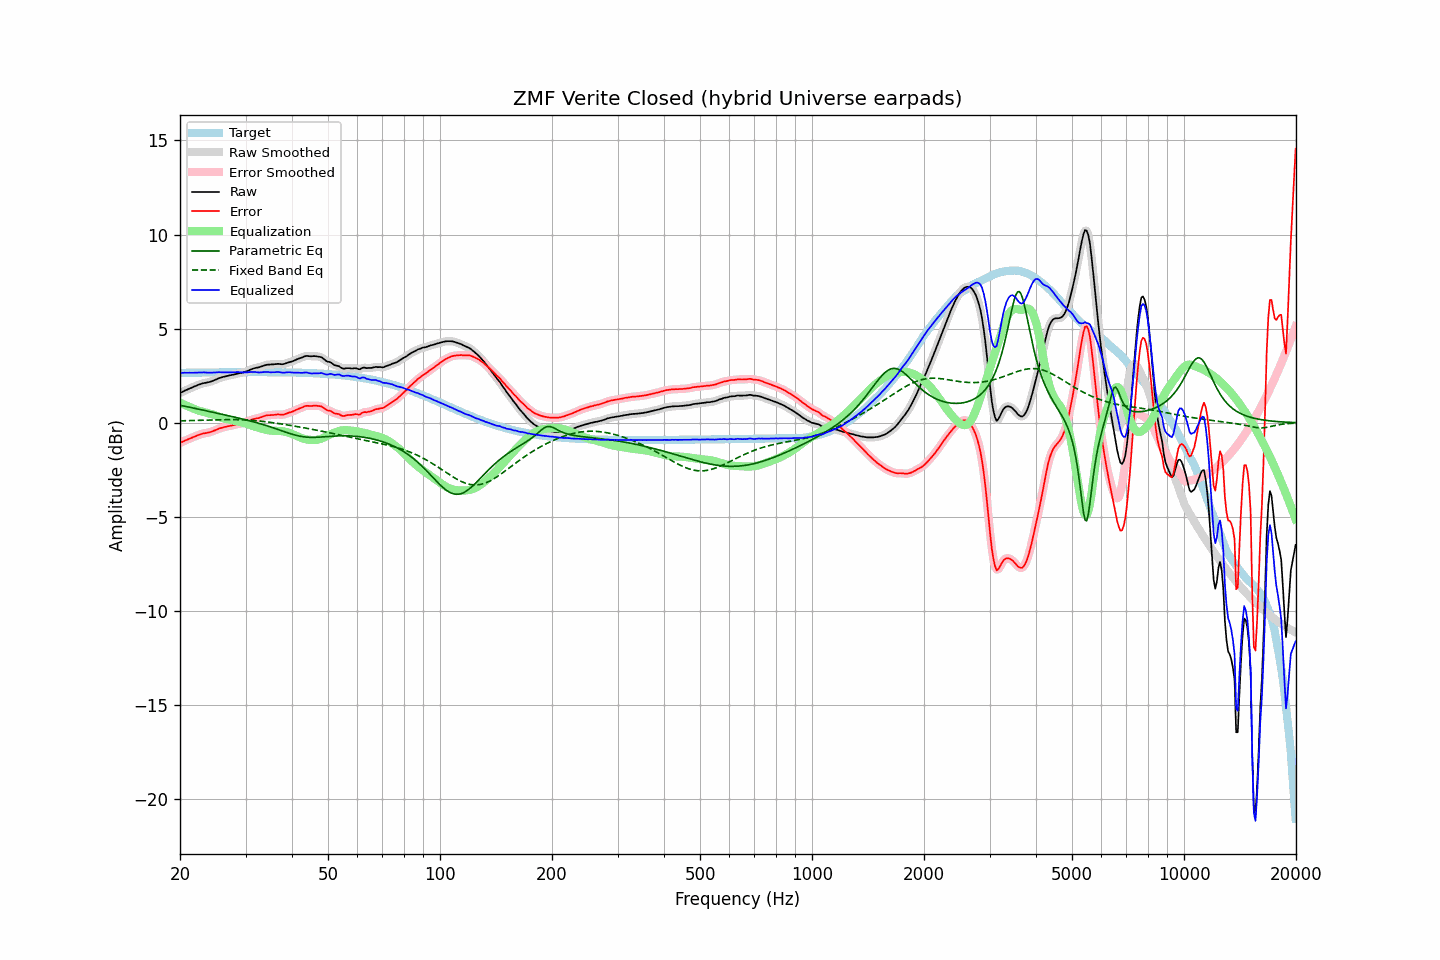 ZMF Verite Closed (hybrid Universe earpads)
Target
Raw Smoothed
Error Smoothed
Raw
Error
Equalization
Parametric Eq
Fixed Band Eq
Equalized
15
10
5
0
−5
−10
−15
−20
Amplitude (dBr)
20 50 100 200 500 1000 2000 5000 10000 20000
Frequency (Hz)